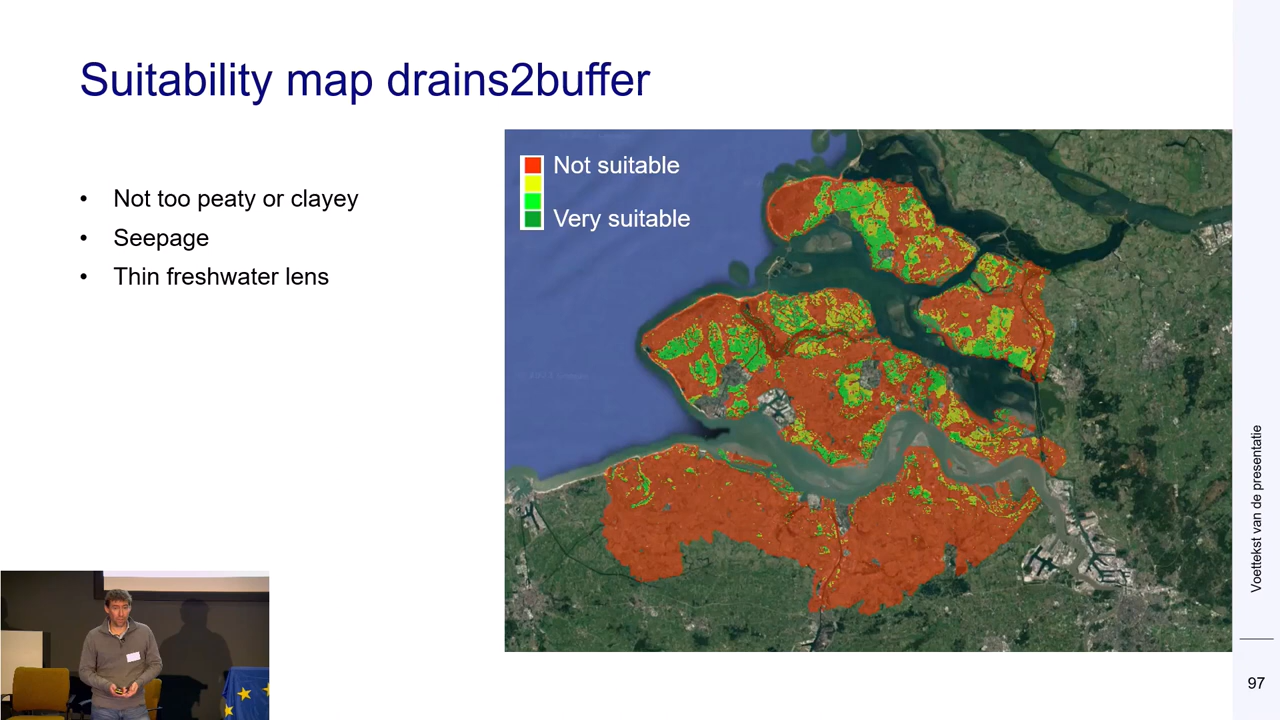 Suitability map drains2buffer
• Not too peaty or clayey
• Seepage
• Thin freshwater lens
Not suitable
Very suitable
Voettekst van de presentatie
97